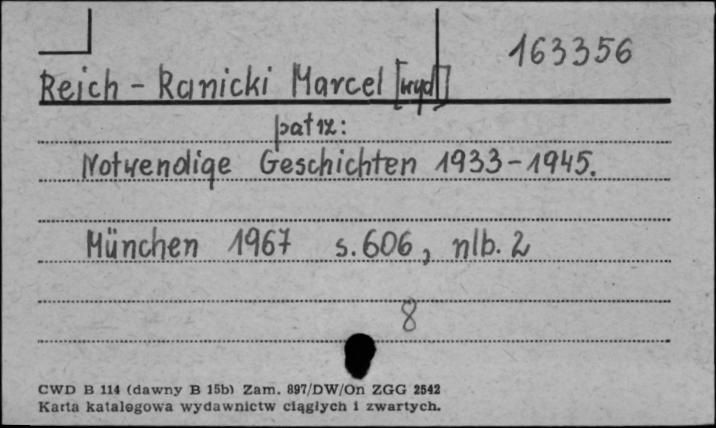 163356
Reich-Ranicki Marcel [wyd]
patrz:
Notwendige Geschichten 1933-1945.
München 1967 s. 606, nlb. 2
8
CWD B 114 (dawny B 15b) Zam. 897/DW/On ZGG 2542
Karta katalogowa wydawnictw ciągłych i zwartych.